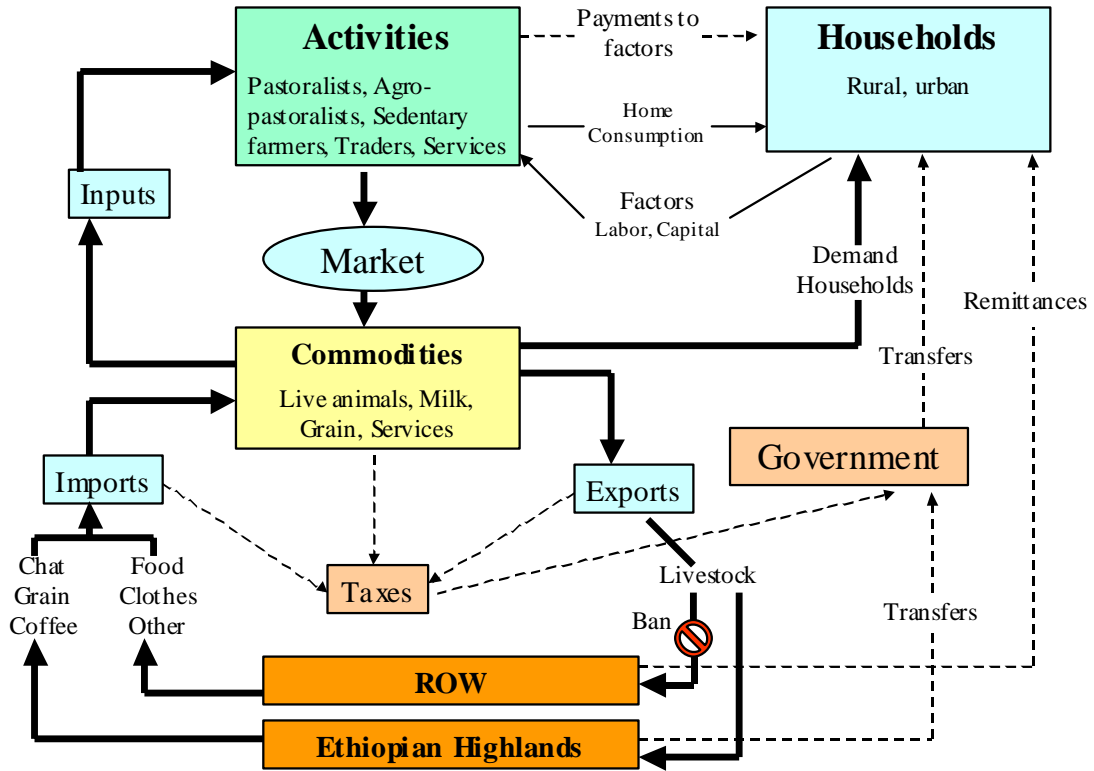 Activities
Pastoralists, Agro-
pastoralists, Sedentary
farmers, Traders, Services
Payments to
factors
Households
Rural, urban
Home
Consumption
Factors
Labor, Capital
Inputs
Market
Demand
Households
Remittances
Commodities
Live animals, Milk,
Grain, Services
Transfers
Government
Imports
Exports
Chat
Grain
Coffee
Food
Clothes
Other
Taxes
Livestock
Ban
Transfers
ROW
Ethiopian Highlands